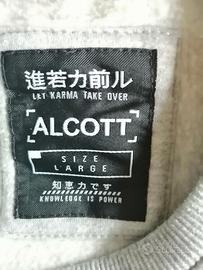 進若力前ル
LET KARMA TAKE OVER
ALCOTT
SIZE
LARGE
知恵力です
KNOWLEDGE IS POWER